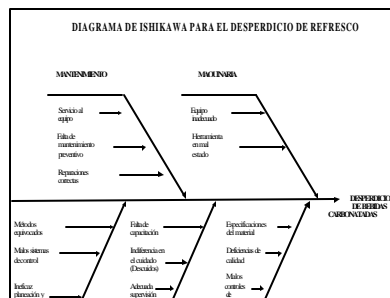 DIAGRAMA DE ISHIKAWA PARA EL DESPERDICIO DE REFRESCO
MANTENIMIENTO
MAQUINARIA
Servicio al
equipo
Falta de
mantenimiento
preventivo
Reparaciones
correctas
Equipo
inadecuado
Herramienta
en mal
estado
DESPERDICIO
DE BEBIDAS
CARBONATADAS
Métodos
equivocados
Malos sistemas
de control
Ineficaz
planeación y
Falta de
capacitación
Indiferencia en
el cuidado
(Descuidos)
Adecuada
supervisión
Especificaciones
del material
Deficiencias de
calidad
Malos
controles
de